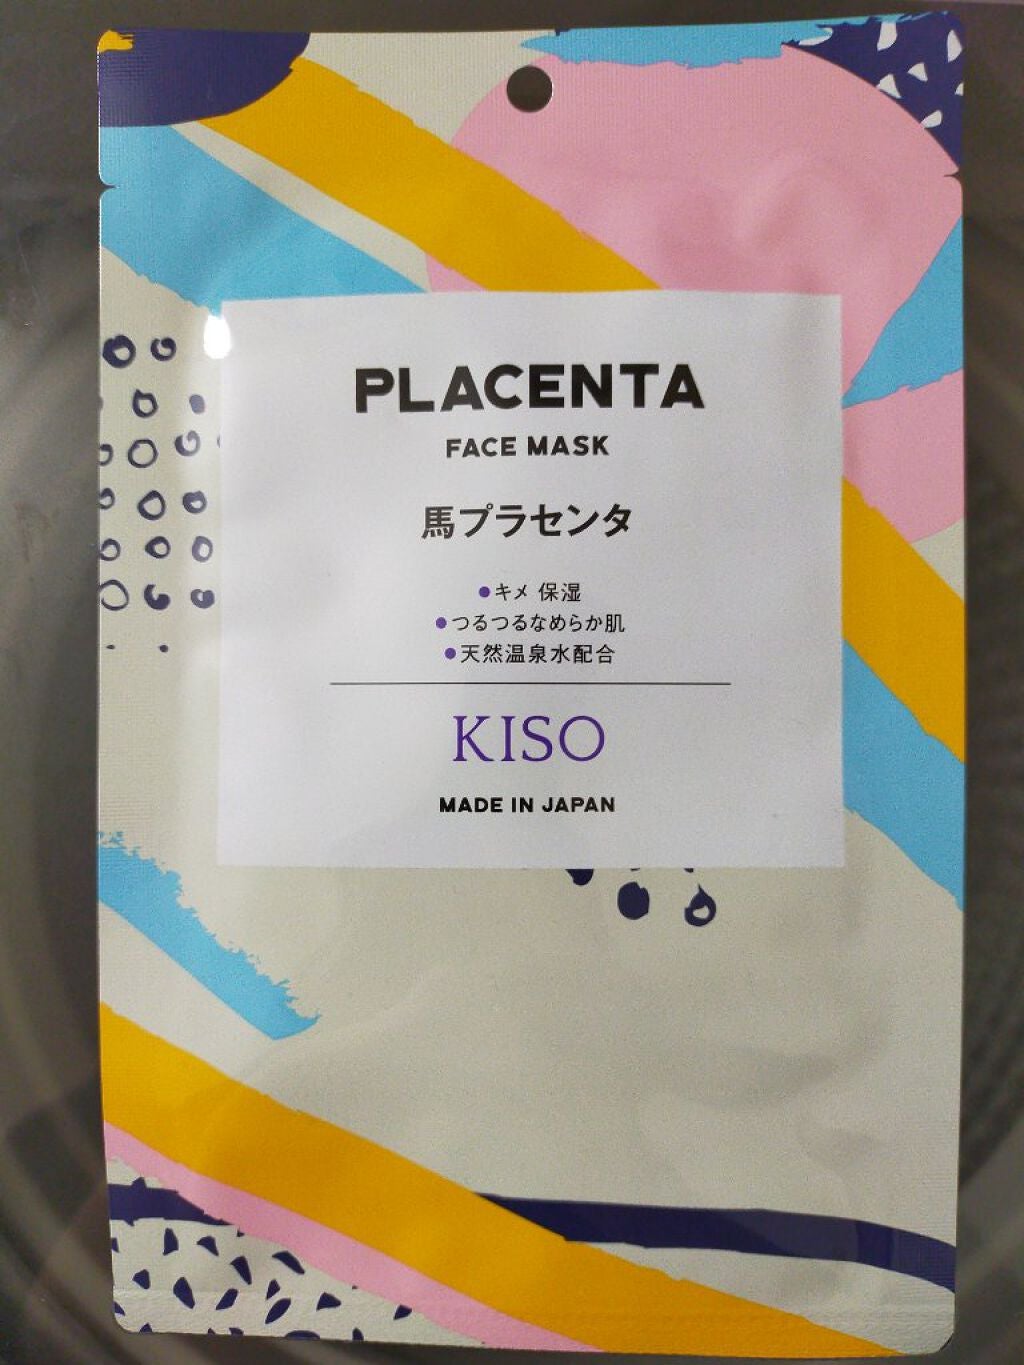 PLACENTA
FACE MASK
馬プラセンタ
●キメ 保湿
●つるつるなめらか肌
●天然温泉水配合
KISO
MADE IN JAPAN